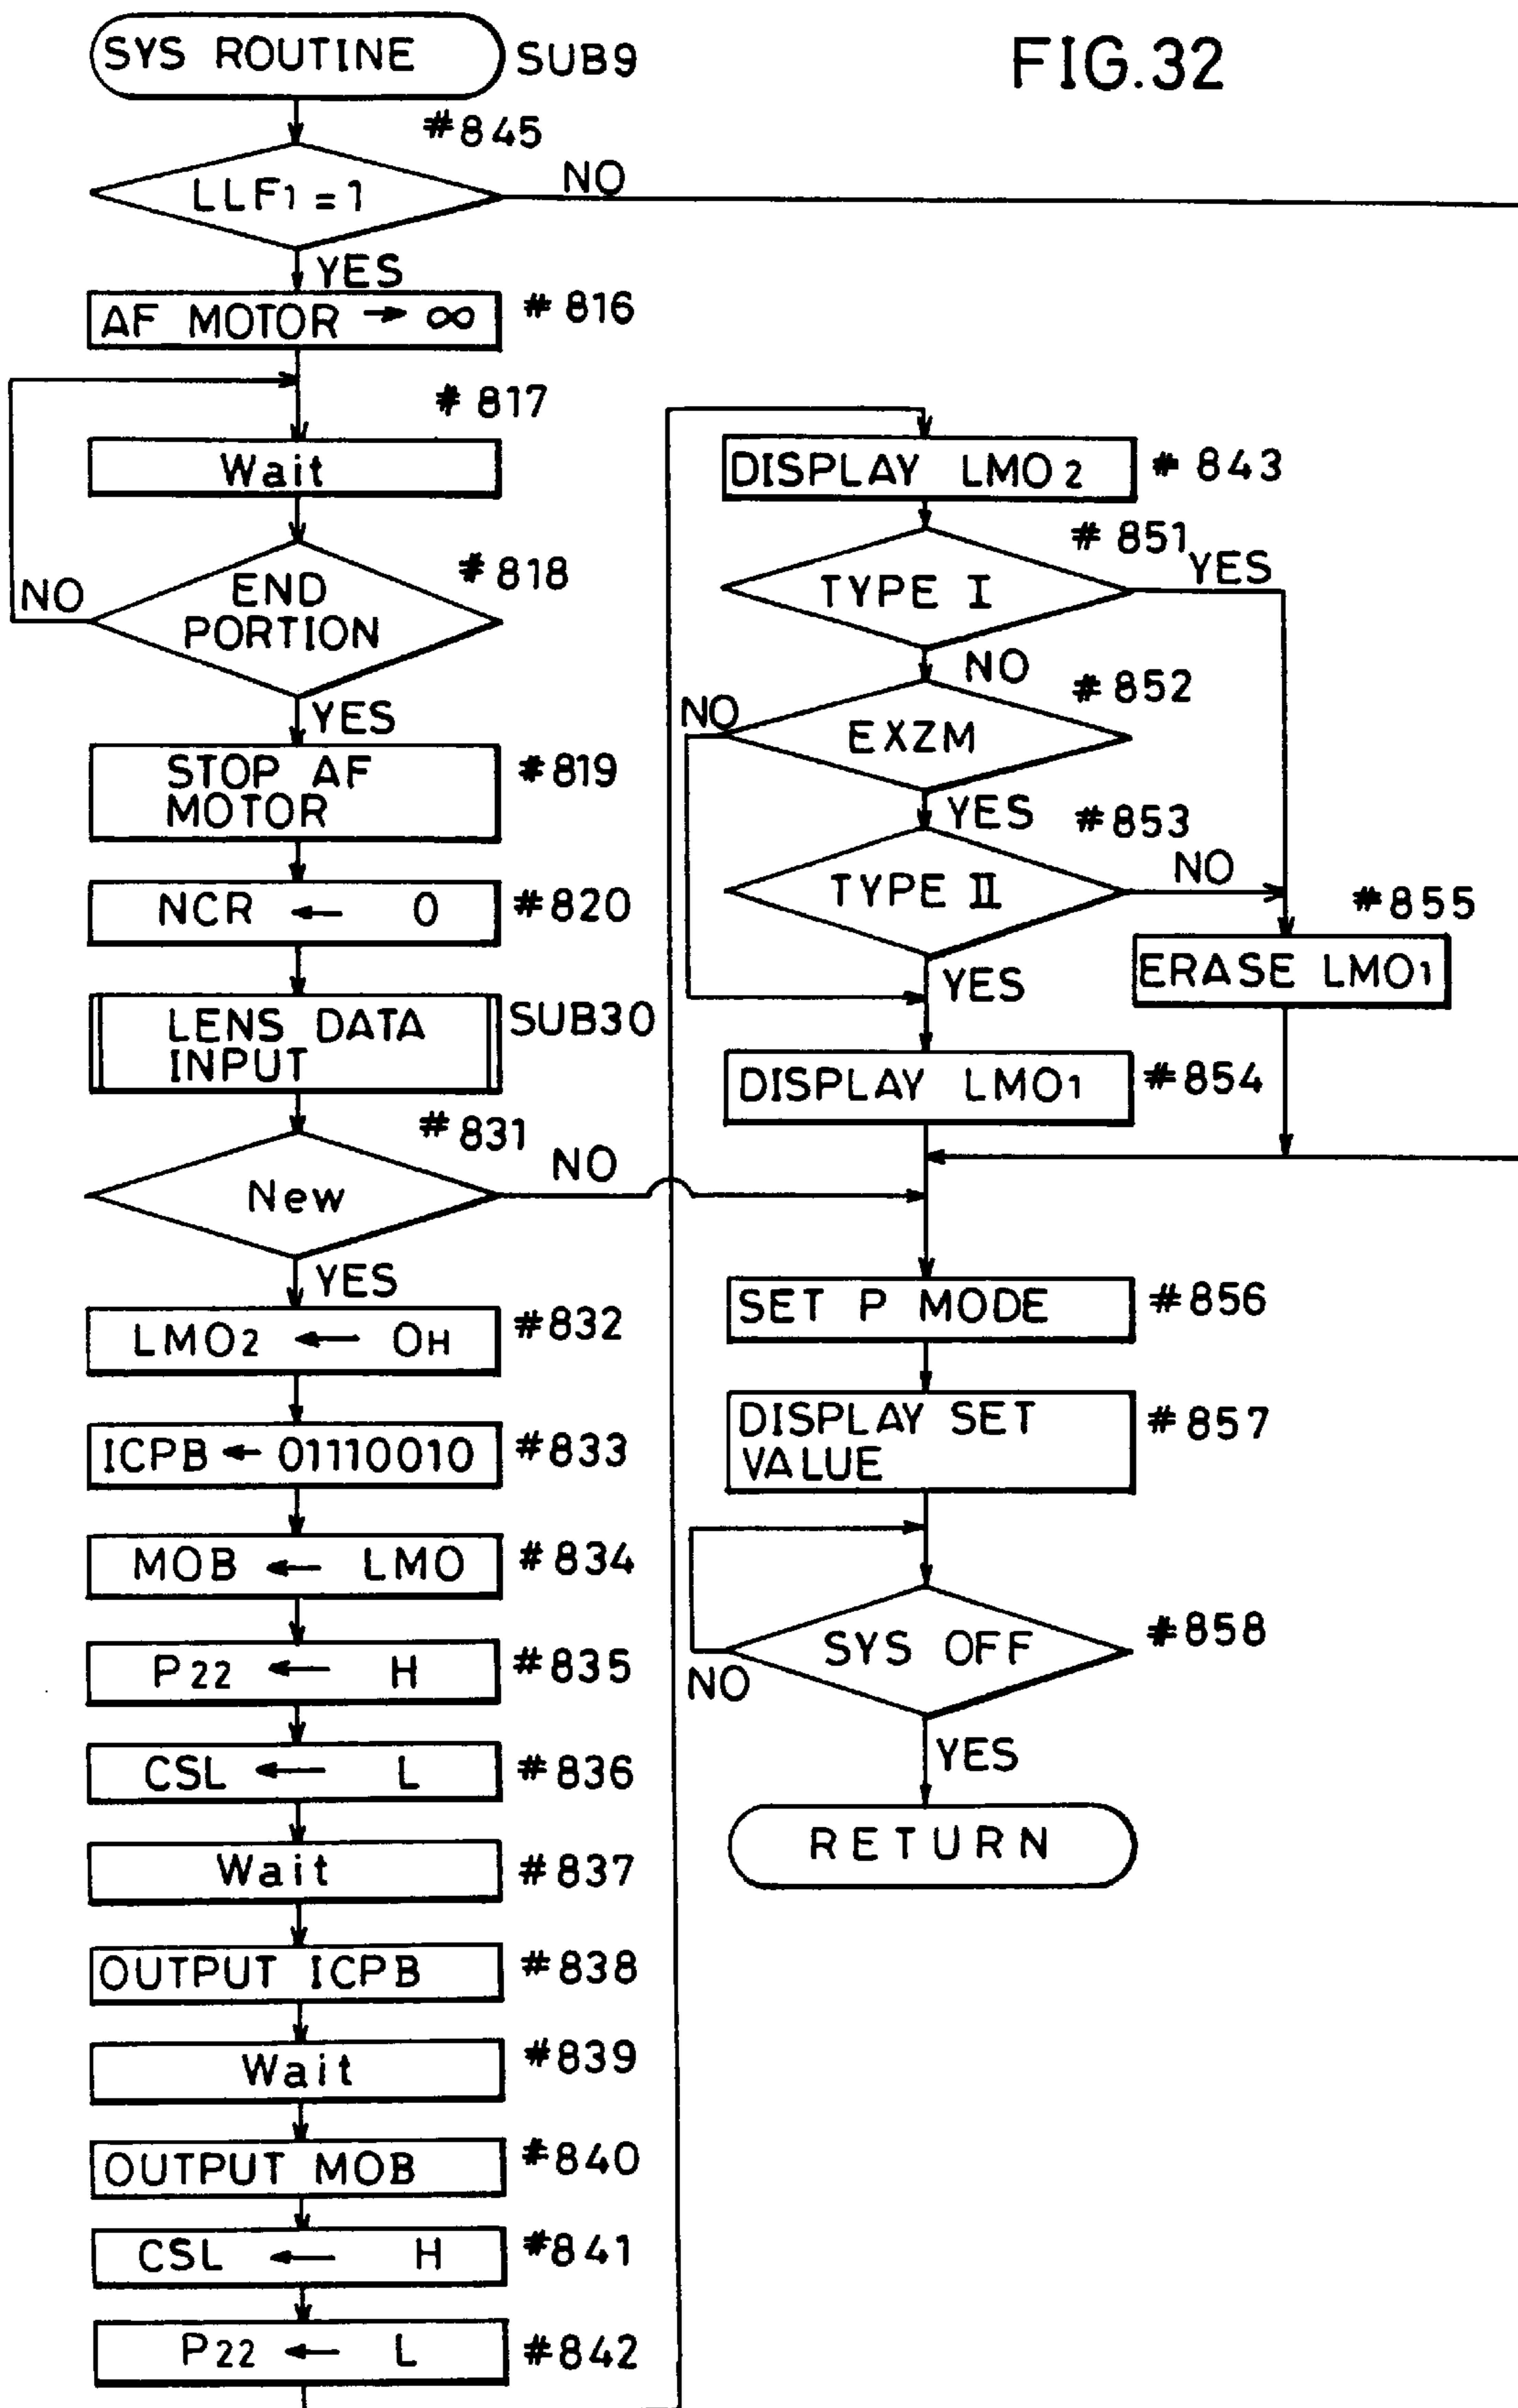 FIG.32
SYS ROUTINE SUB9
#845
LLF1 = 1
NO
YES
AF MOTOR → ∞ #816
#817
Wait
#818
END
PORTION
NO
YES
STOP AF
MOTOR
#819
NCR ← 0 #820
LENS DATA
INPUT
SUB30
#831
New
NO
YES
LMO2 ← OH #832
ICPB ← 01110010 #833
MOB ← LMO #834
P22 ← H #835
CSL ← L #836
Wait #837
OUTPUT ICPB #838
Wait #839
OUTPUT MOB #840
CSL ← H #841
P22 ← L #842
DISPLAY LMO2 #843
#851
TYPE I
YES
NO
#852
EXZM
NO
YES
#853
TYPE II
NO
YES
#855
ERASE LMO1
DISPLAY LMO1 #854
SET P MODE #856
DISPLAY SET
VALUE
#857
SYS OFF #858
NO
YES
RETURN